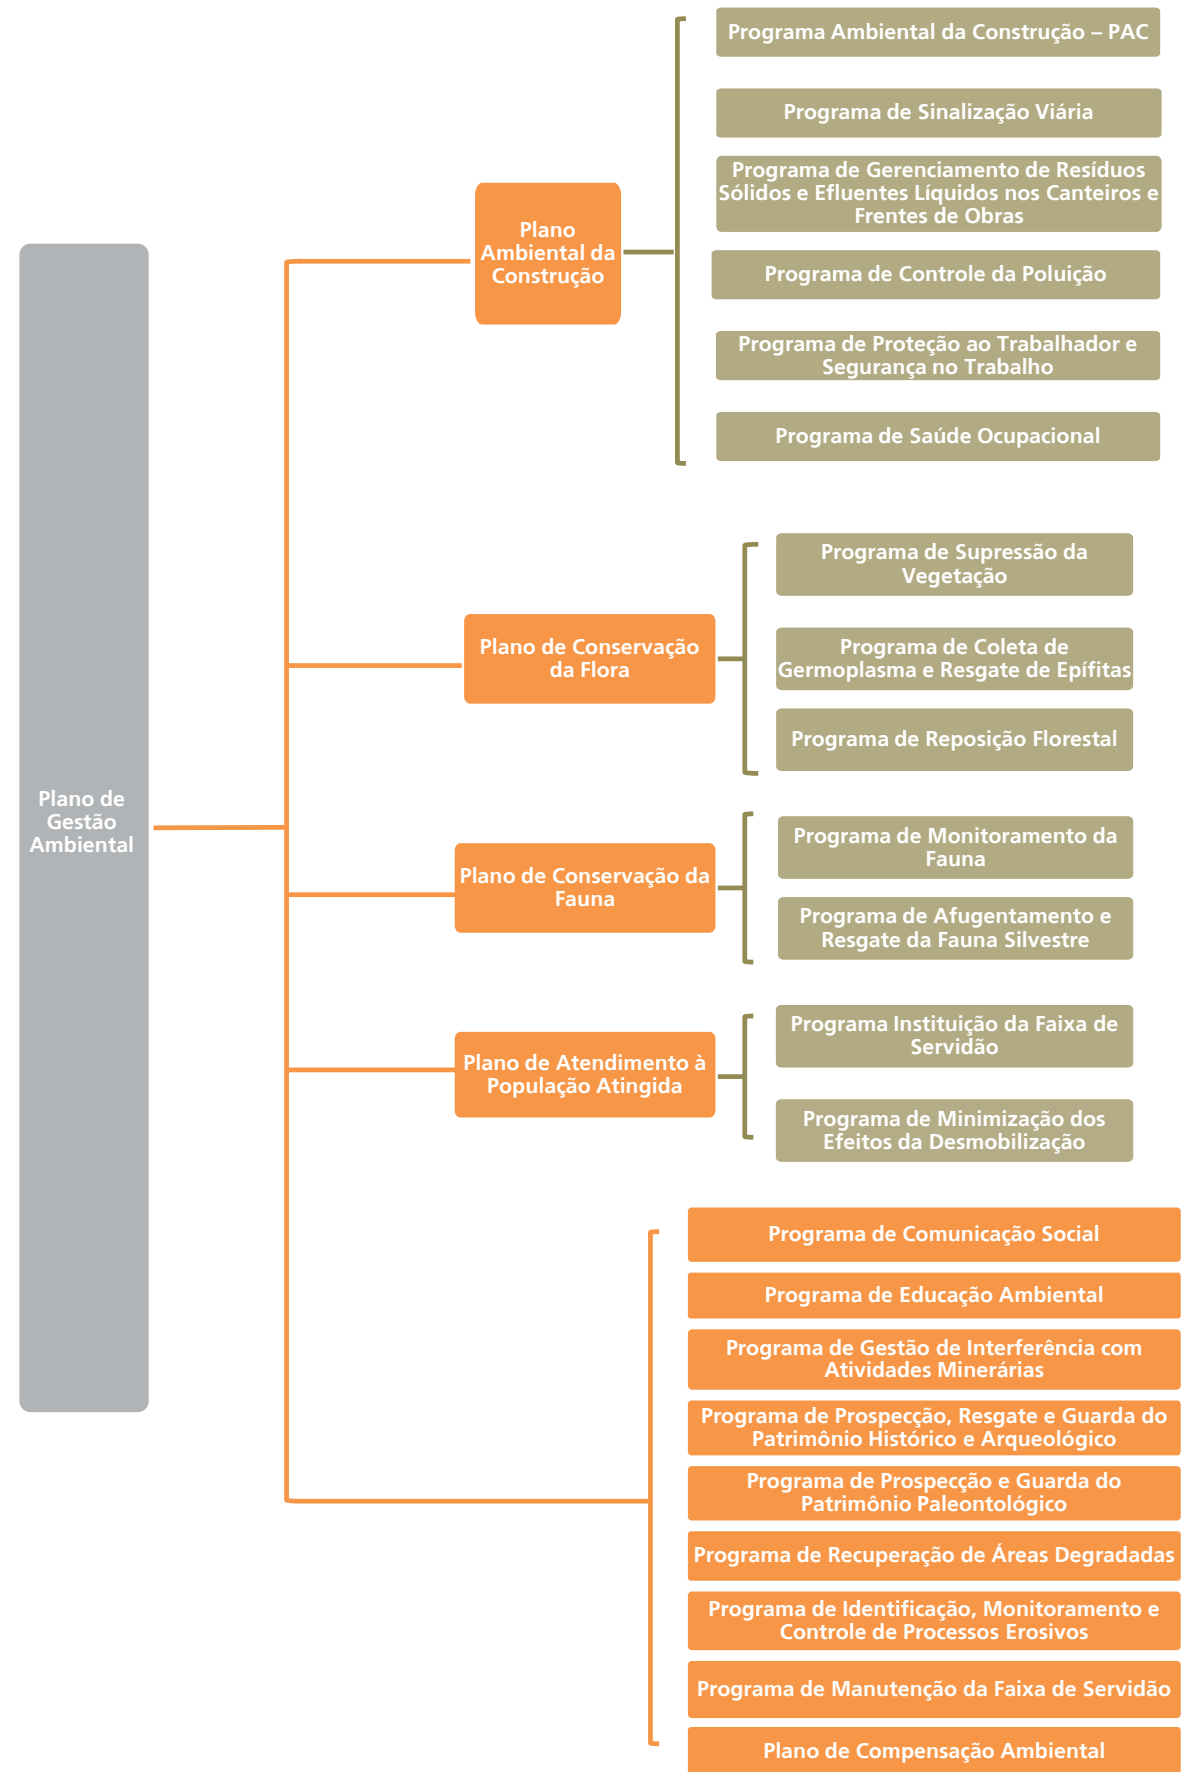 Plano de
Gestão
Ambiental
Plano
Ambiental da
Construção
Programa Ambiental da Construção – PAC
Programa de Sinalização Viária
Programa de Gerenciamento de Resíduos
Sólidos e Efluentes Líquidos nos Canteiros e
Frentes de Obras
Programa de Controle da Poluição
Programa de Proteção ao Trabalhador e
Segurança no Trabalho
Programa de Saúde Ocupacional
Plano de Conservação
da Flora
Programa de Supressão da
Vegetação
Programa de Coleta de
Germoplasma e Resgate de Epífitas
Programa de Reposição Florestal
Plano de Conservação da
Fauna
Programa de Monitoramento da
Fauna
Programa de Afugentamento e
Resgate da Fauna Silvestre
Plano de Atendimento à
População Atingida
Programa Instituição da Faixa de
Servidão
Programa de Minimização dos
Efeitos da Desmobilização
Programa de Comunicação Social
Programa de Educação Ambiental
Programa de Gestão de Interferência com
Atividades Minerárias
Programa de Prospecção, Resgate e Guarda do
Patrimônio Histórico e Arqueológico
Programa de Prospecção e Guarda do
Patrimônio Paleontológico
Programa de Recuperação de Áreas Degradadas
Programa de Identificação, Monitoramento e
Controle de Processos Erosivos
Programa de Manutenção da Faixa de Servidão
Plano de Compensação Ambiental